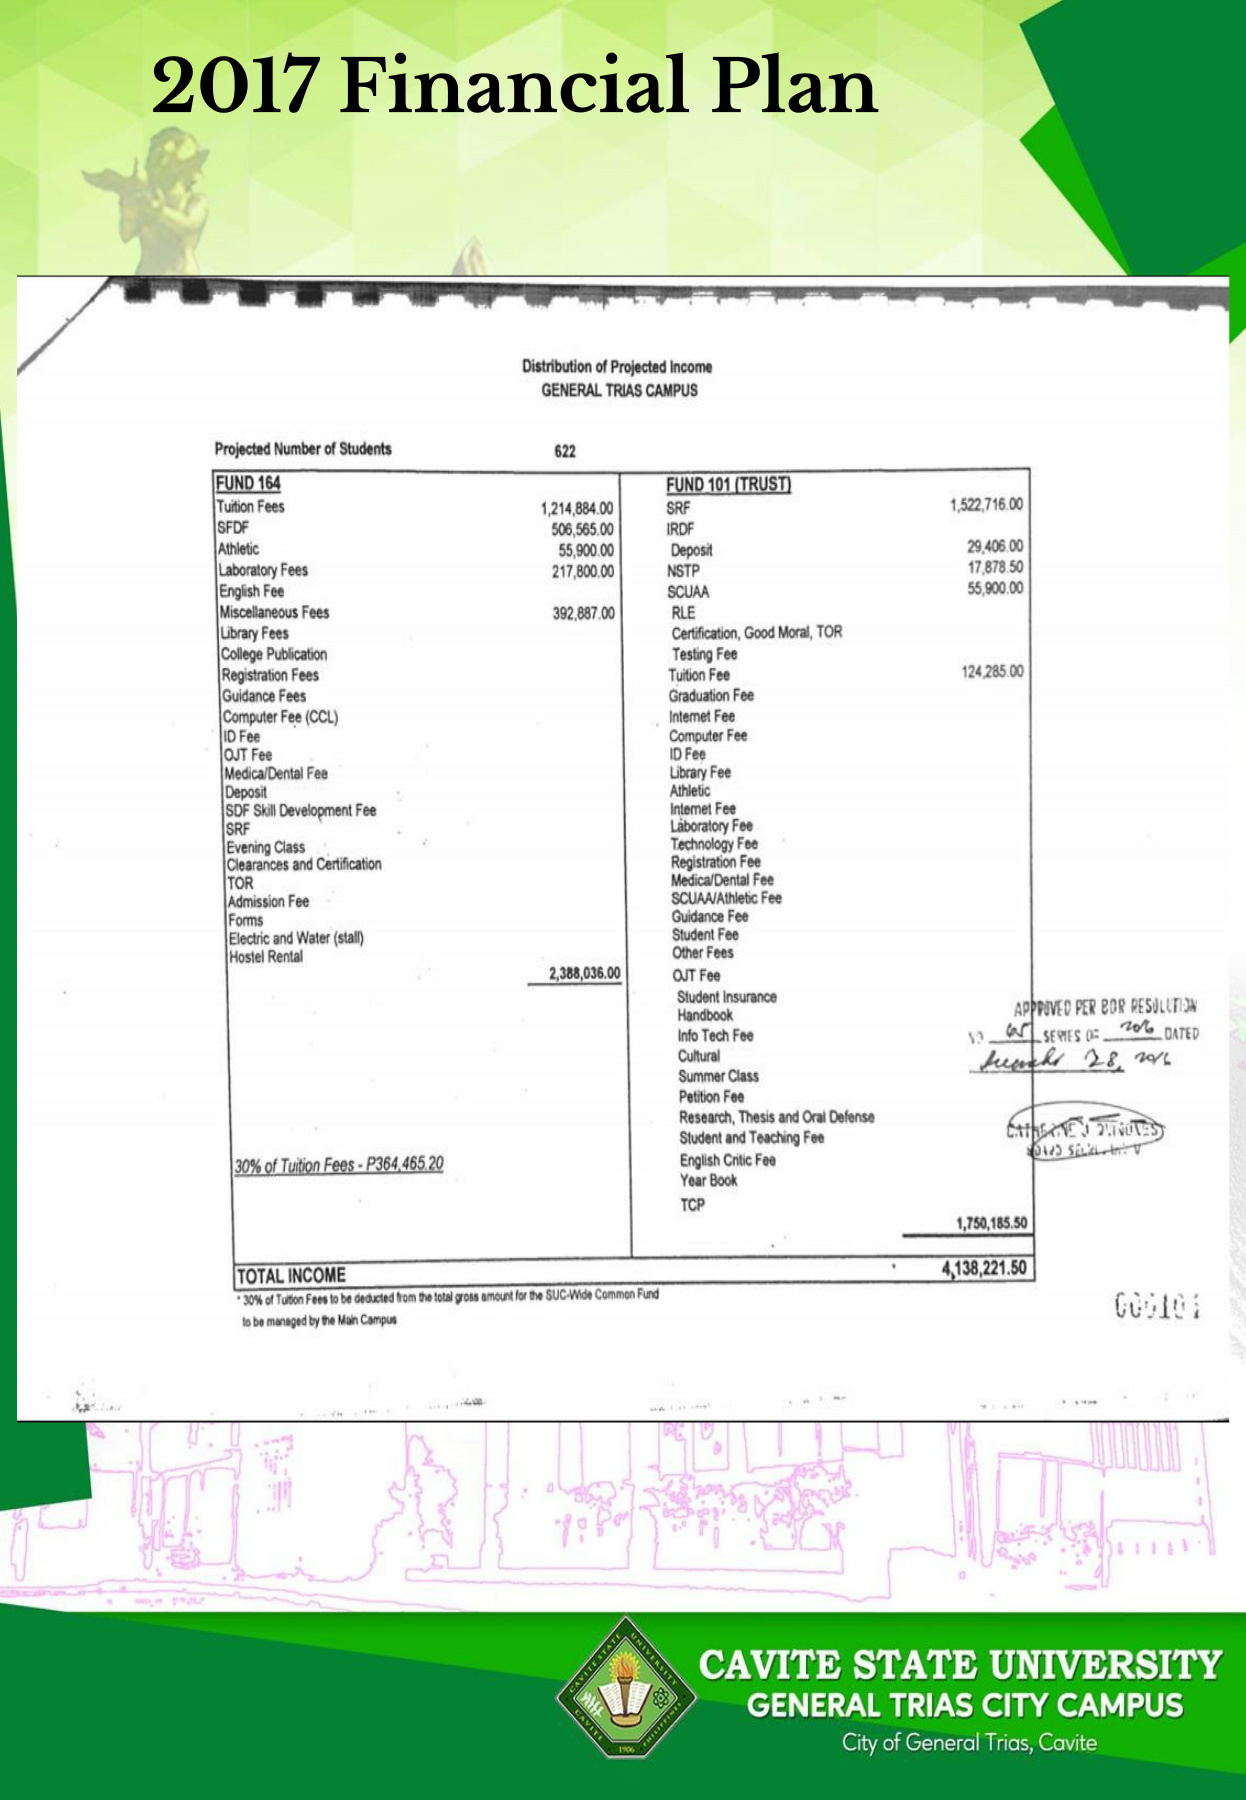 2017 Financial Plan
Distribution of Projected Income
GENERAL TRIAS CAMPUS
Projected Number of Students 622
FUND 164
Tuition Fees 1,214,884.00
SFDF 506,565.00
Athletic 55,900.00
Laboratory Fees 217,800.00
English Fee
Miscellaneous Fees 392,887.00
Library Fees
College Publication
Registration Fees
Guidance Fees
Computer Fee (CCL)
ID Fee
OJT Fee
Medica/Dental Fee
Deposit
SDF Skill Development Fee
SRF
Evening Class
Clearances and Certification
TOR
Admission Fee
Forms
Electric and Water (stall)
Hostel Rental
2,388,036.00
30% of Tuition Fees - P364,465.20
FUND 101 (TRUST)
SRF 1,522,716.00
IRDF
Deposit 29,406.00
NSTP 17,878.50
SCUAA 55,900.00
RLE
Certification, Good Moral, TOR
Testing Fee
Tuition Fee 124,285.00
Graduation Fee
Internet Fee
Computer Fee
ID Fee
Library Fee
Athletic
Internet Fee
Laboratory Fee
Technology Fee
Registration Fee
Medica/Dental Fee
SCUAA/Athletic Fee
Guidance Fee
Student Fee
Other Fees
OJT Fee
Student Insurance
Handbook
Info Tech Fee
Cultural
Summer Class
Petition Fee
Research, Thesis and Oral Defense
Student and Teaching Fee
English Critic Fee
Year Book
TCP
1,750,185.50
TOTAL INCOME 4,138,221.50
* 30% of Tuition Fees to be deducted from the total gross amount for the SUC-Wide Common Fund
to be managed by the Main Campus
APPROVED PER BOR RESOLUTION
SERIES OF 2016 DATED
28, 2016
CAVITE STATE UNIVERSITY
CAVITE
PHILIPPINES
1906
CAVITE STATE UNIVERSITY
GENERAL TRIAS CITY CAMPUS
City of General Trias, Cavite